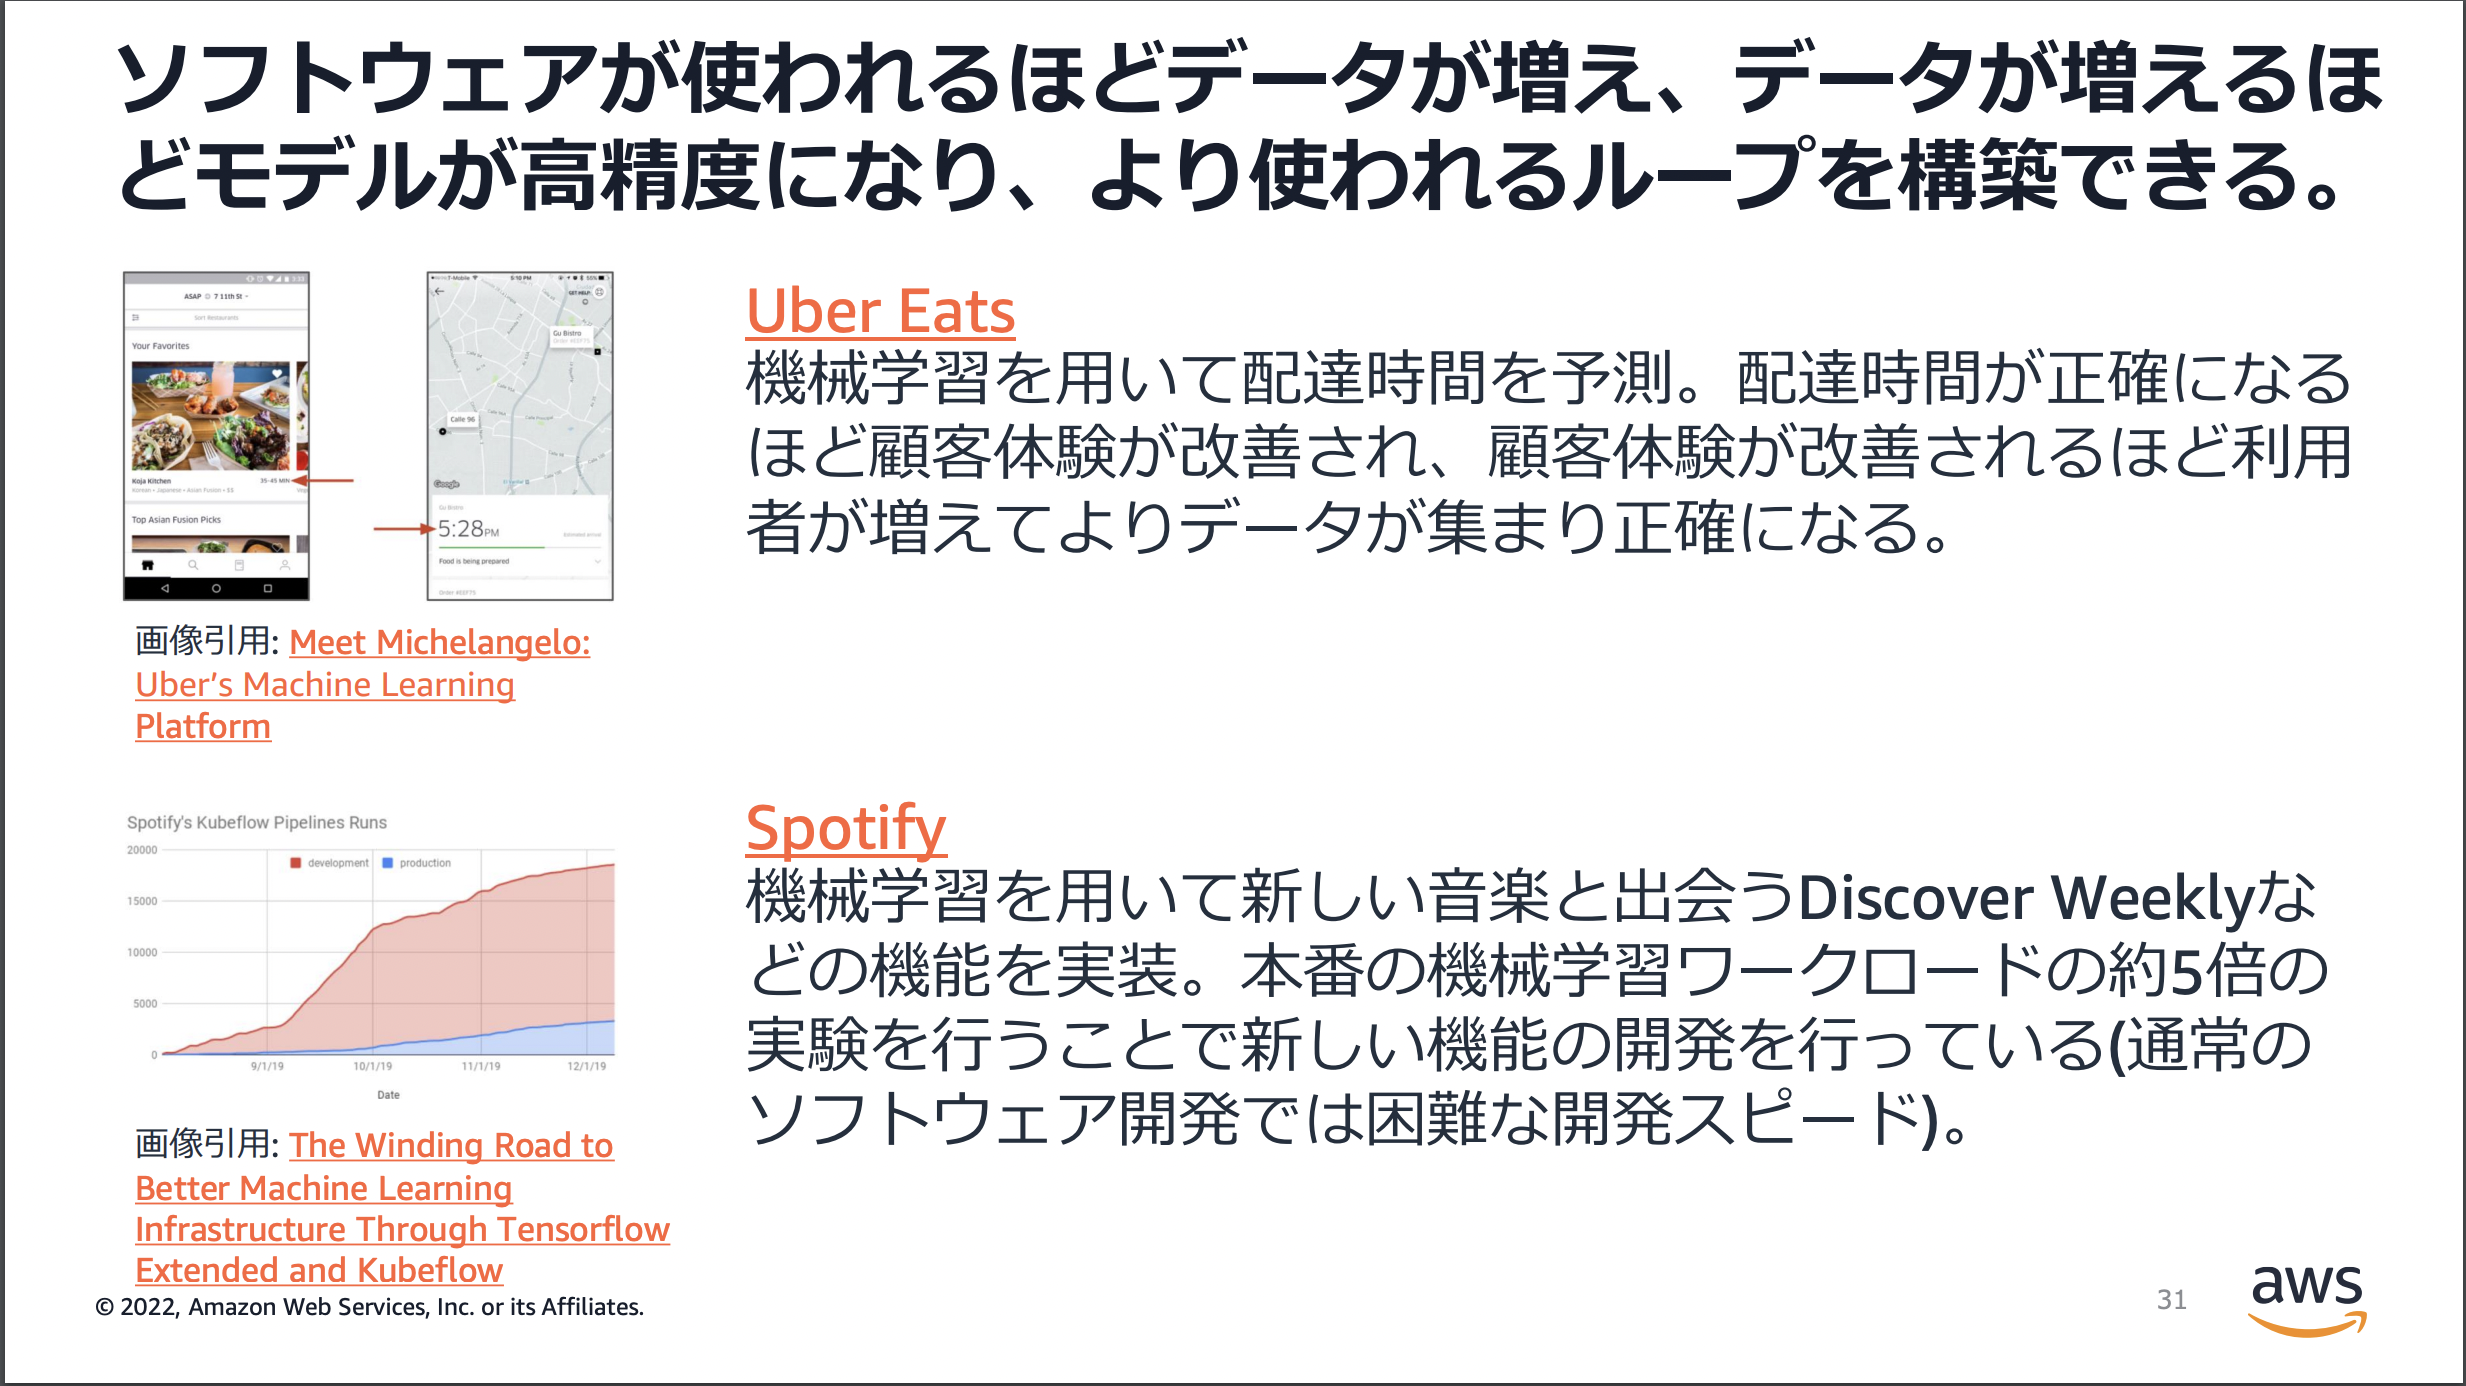 ソフトウェアが使われるほどデータが増え、データが増えるほ
どモデルが高精度になり、より使われるループを構築できる。
ASAP
7 11th St
Sort Restaurants
Your Favorites
Koja Kitchen
35-45 MIN
Korean • Japanese • Asian Fusion • $$
Top Asian Fusion Picks
T-Mobile
5:10 PM
55%
GET HELP
Gu Bistro
Calle 96
Google
Gu Bistro
5:28PM
Estimated arrival
Food is being prepared
画像引用: Meet Michelangelo:
Uber’s Machine Learning
Platform
Uber Eats
機械学習を用いて配達時間を予測。配達時間が正確になる
ほど顧客体験が改善され、顧客体験が改善されるほど利用
者が増えてよりデータが集まり正確になる。
Spotify's Kubeflow Pipelines Runs
development
production
20000
15000
10000
5000
0
9/1/19
10/1/19
11/1/19
12/1/19
Date
画像引用: The Winding Road to
Better Machine Learning
Infrastructure Through Tensorflow
Extended and Kubeflow
Spotify
機械学習を用いて新しい音楽と出会うDiscover Weeklyな
どの機能を実装。本番の機械学習ワークロードの約5倍の
実験を行うことで新しい機能の開発を行っている(通常の
ソフトウェア開発では困難な開発スピード)。
© 2022, Amazon Web Services, Inc. or its Affiliates.
31
aws